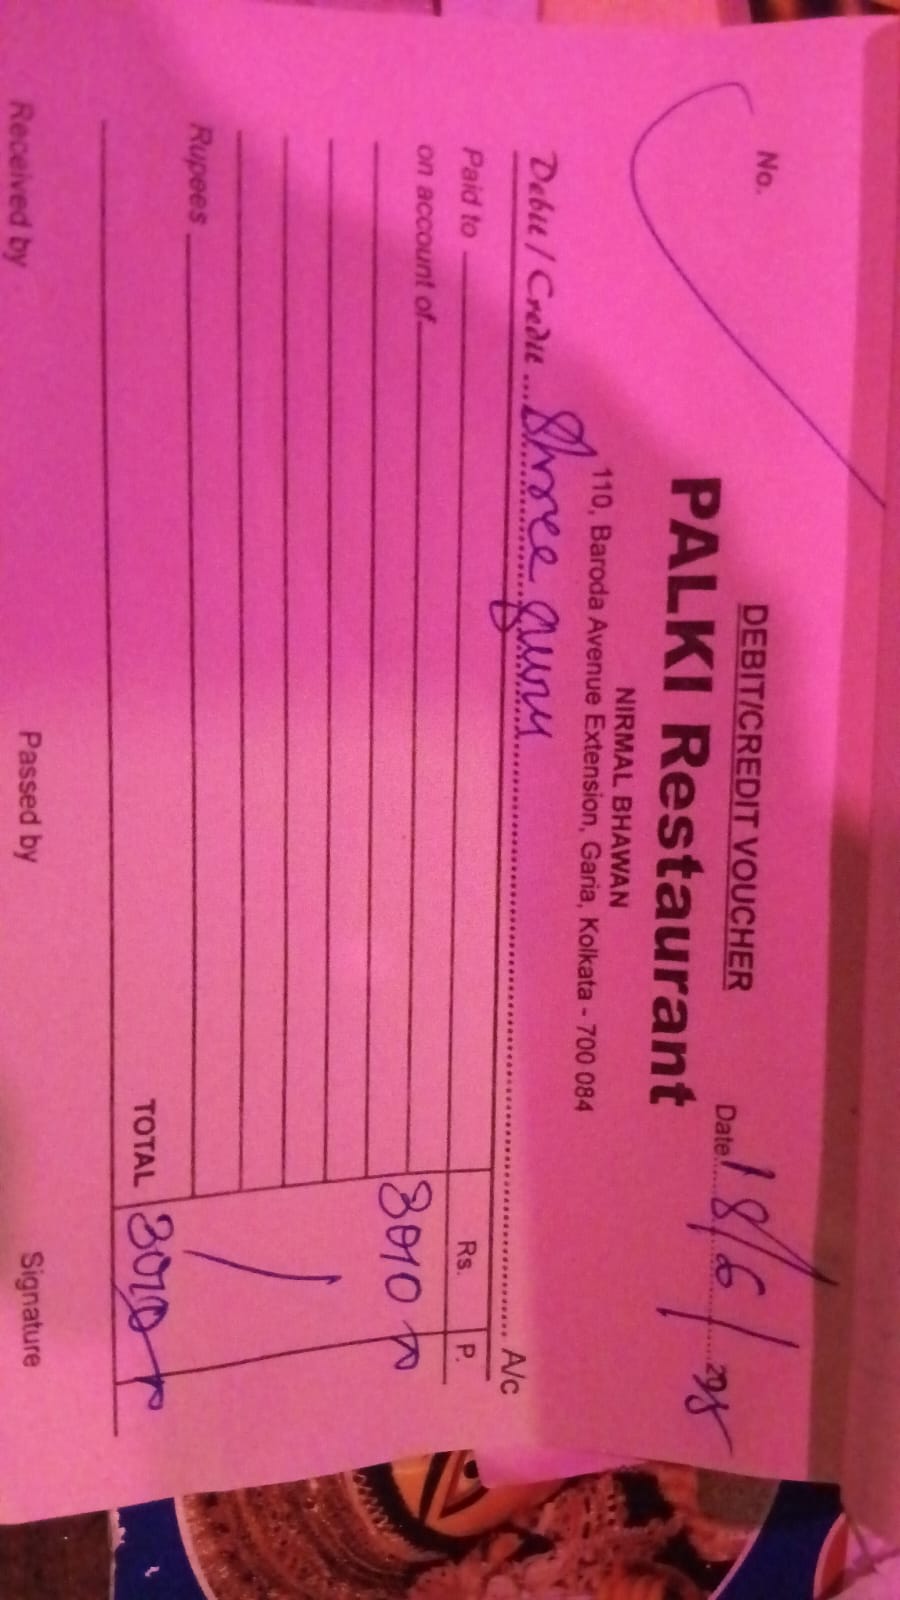 DEBIT/CREDIT VOUCHER
No.
Date 18/6/
PALKI Restaurant
NIRMAL BHAWAN
110, Baroda Avenue Extension, Garia, Kolkata - 700 084
Debit / Credit ... Shree guru ... A/c
Paid to Rs. P.
on account of 3010
Rupees
TOTAL 3010
Received by Passed by Signature